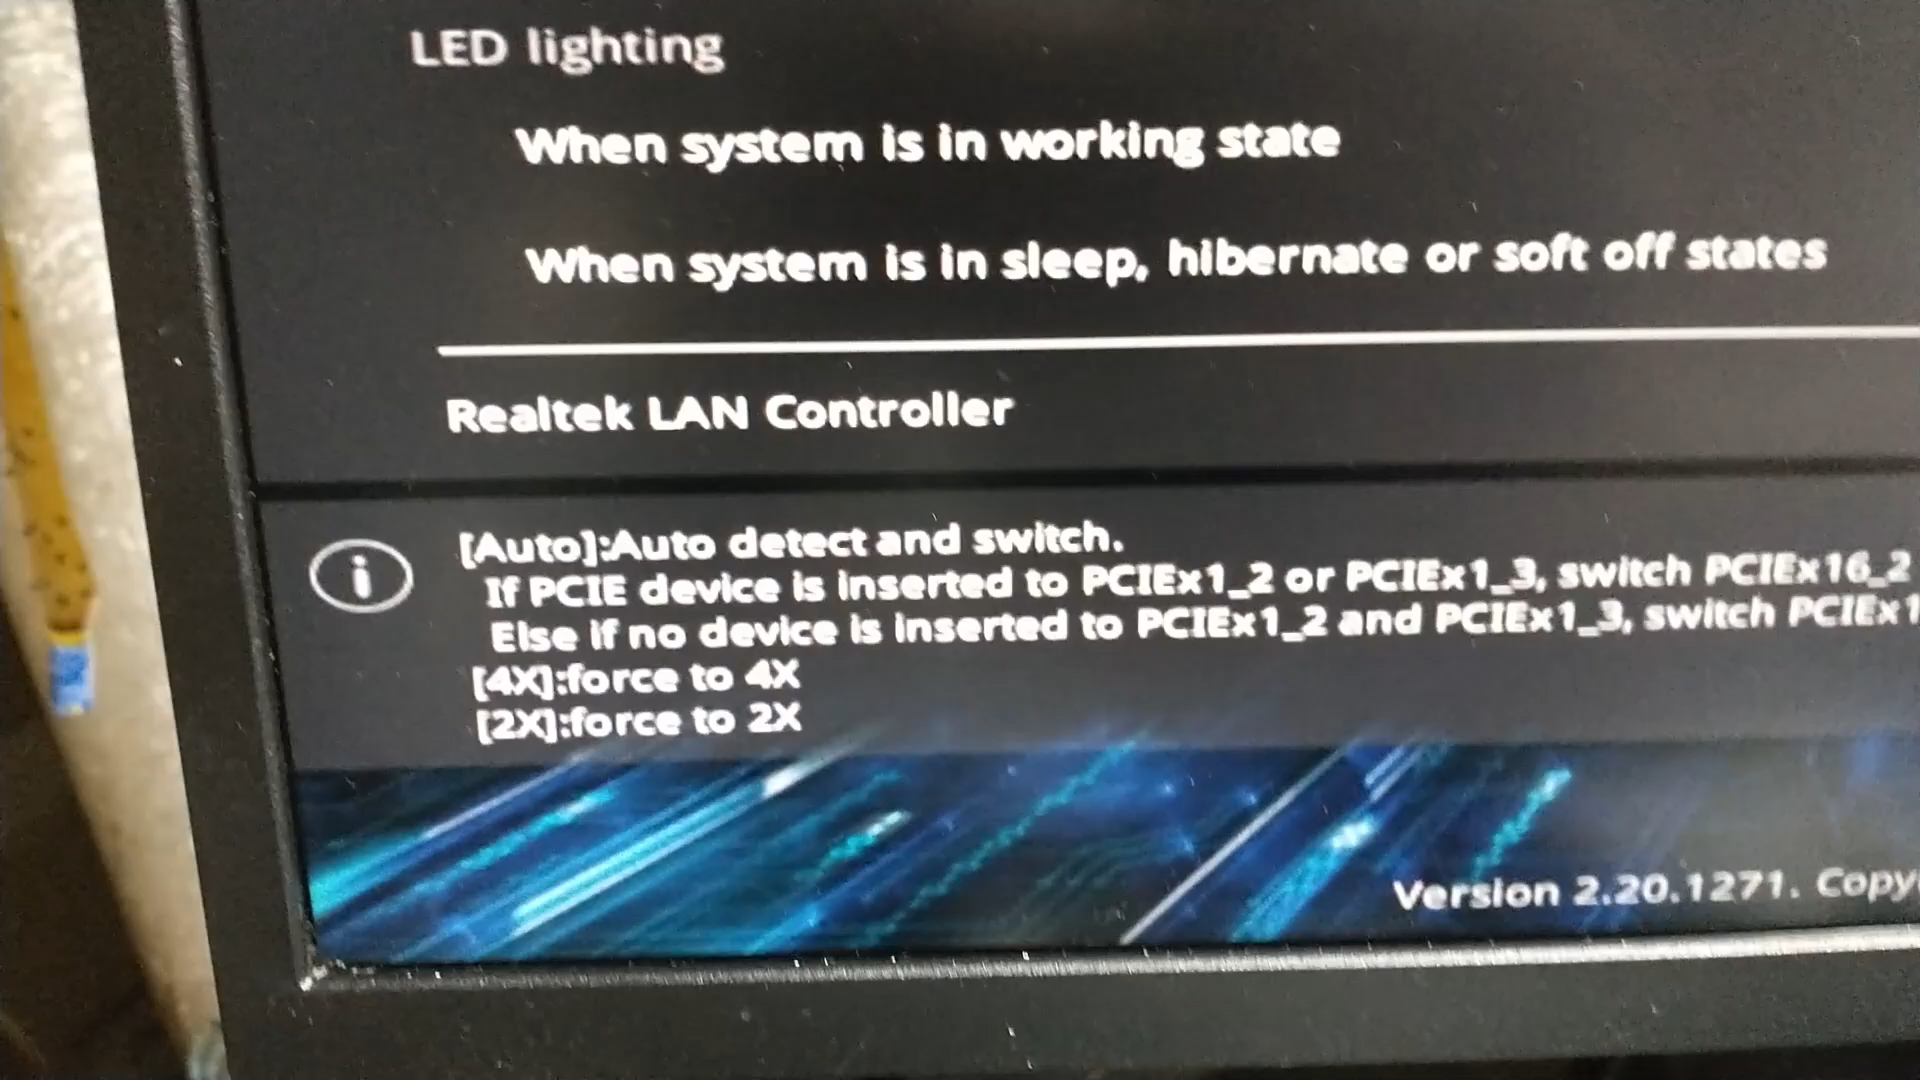 LED lighting
When system is in working state
When system is in sleep, hibernate or soft off states
Realtek LAN Controller
[Auto]:Auto detect and switch.
If PCIE device is inserted to PCIEx1_2 or PCIEx1_3, switch PCIEx16_2
Else if no device is inserted to PCIEx1_2 and PCIEx1_3, switch PCIEx1
[4X]:force to 4X
[2X]:force to 2X
Version 2.20.1271. Copy